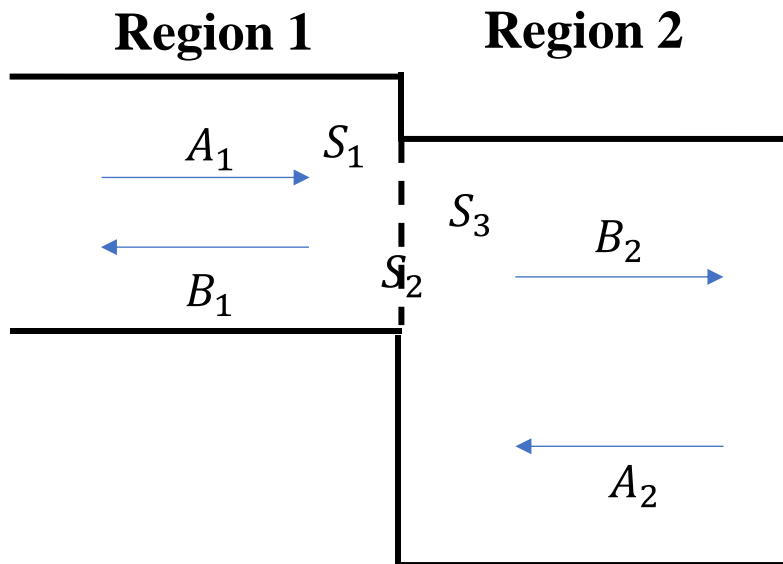 Region 1
Region 2
A₁
S₁
S₃
B₂
S₂
B₁
A₂